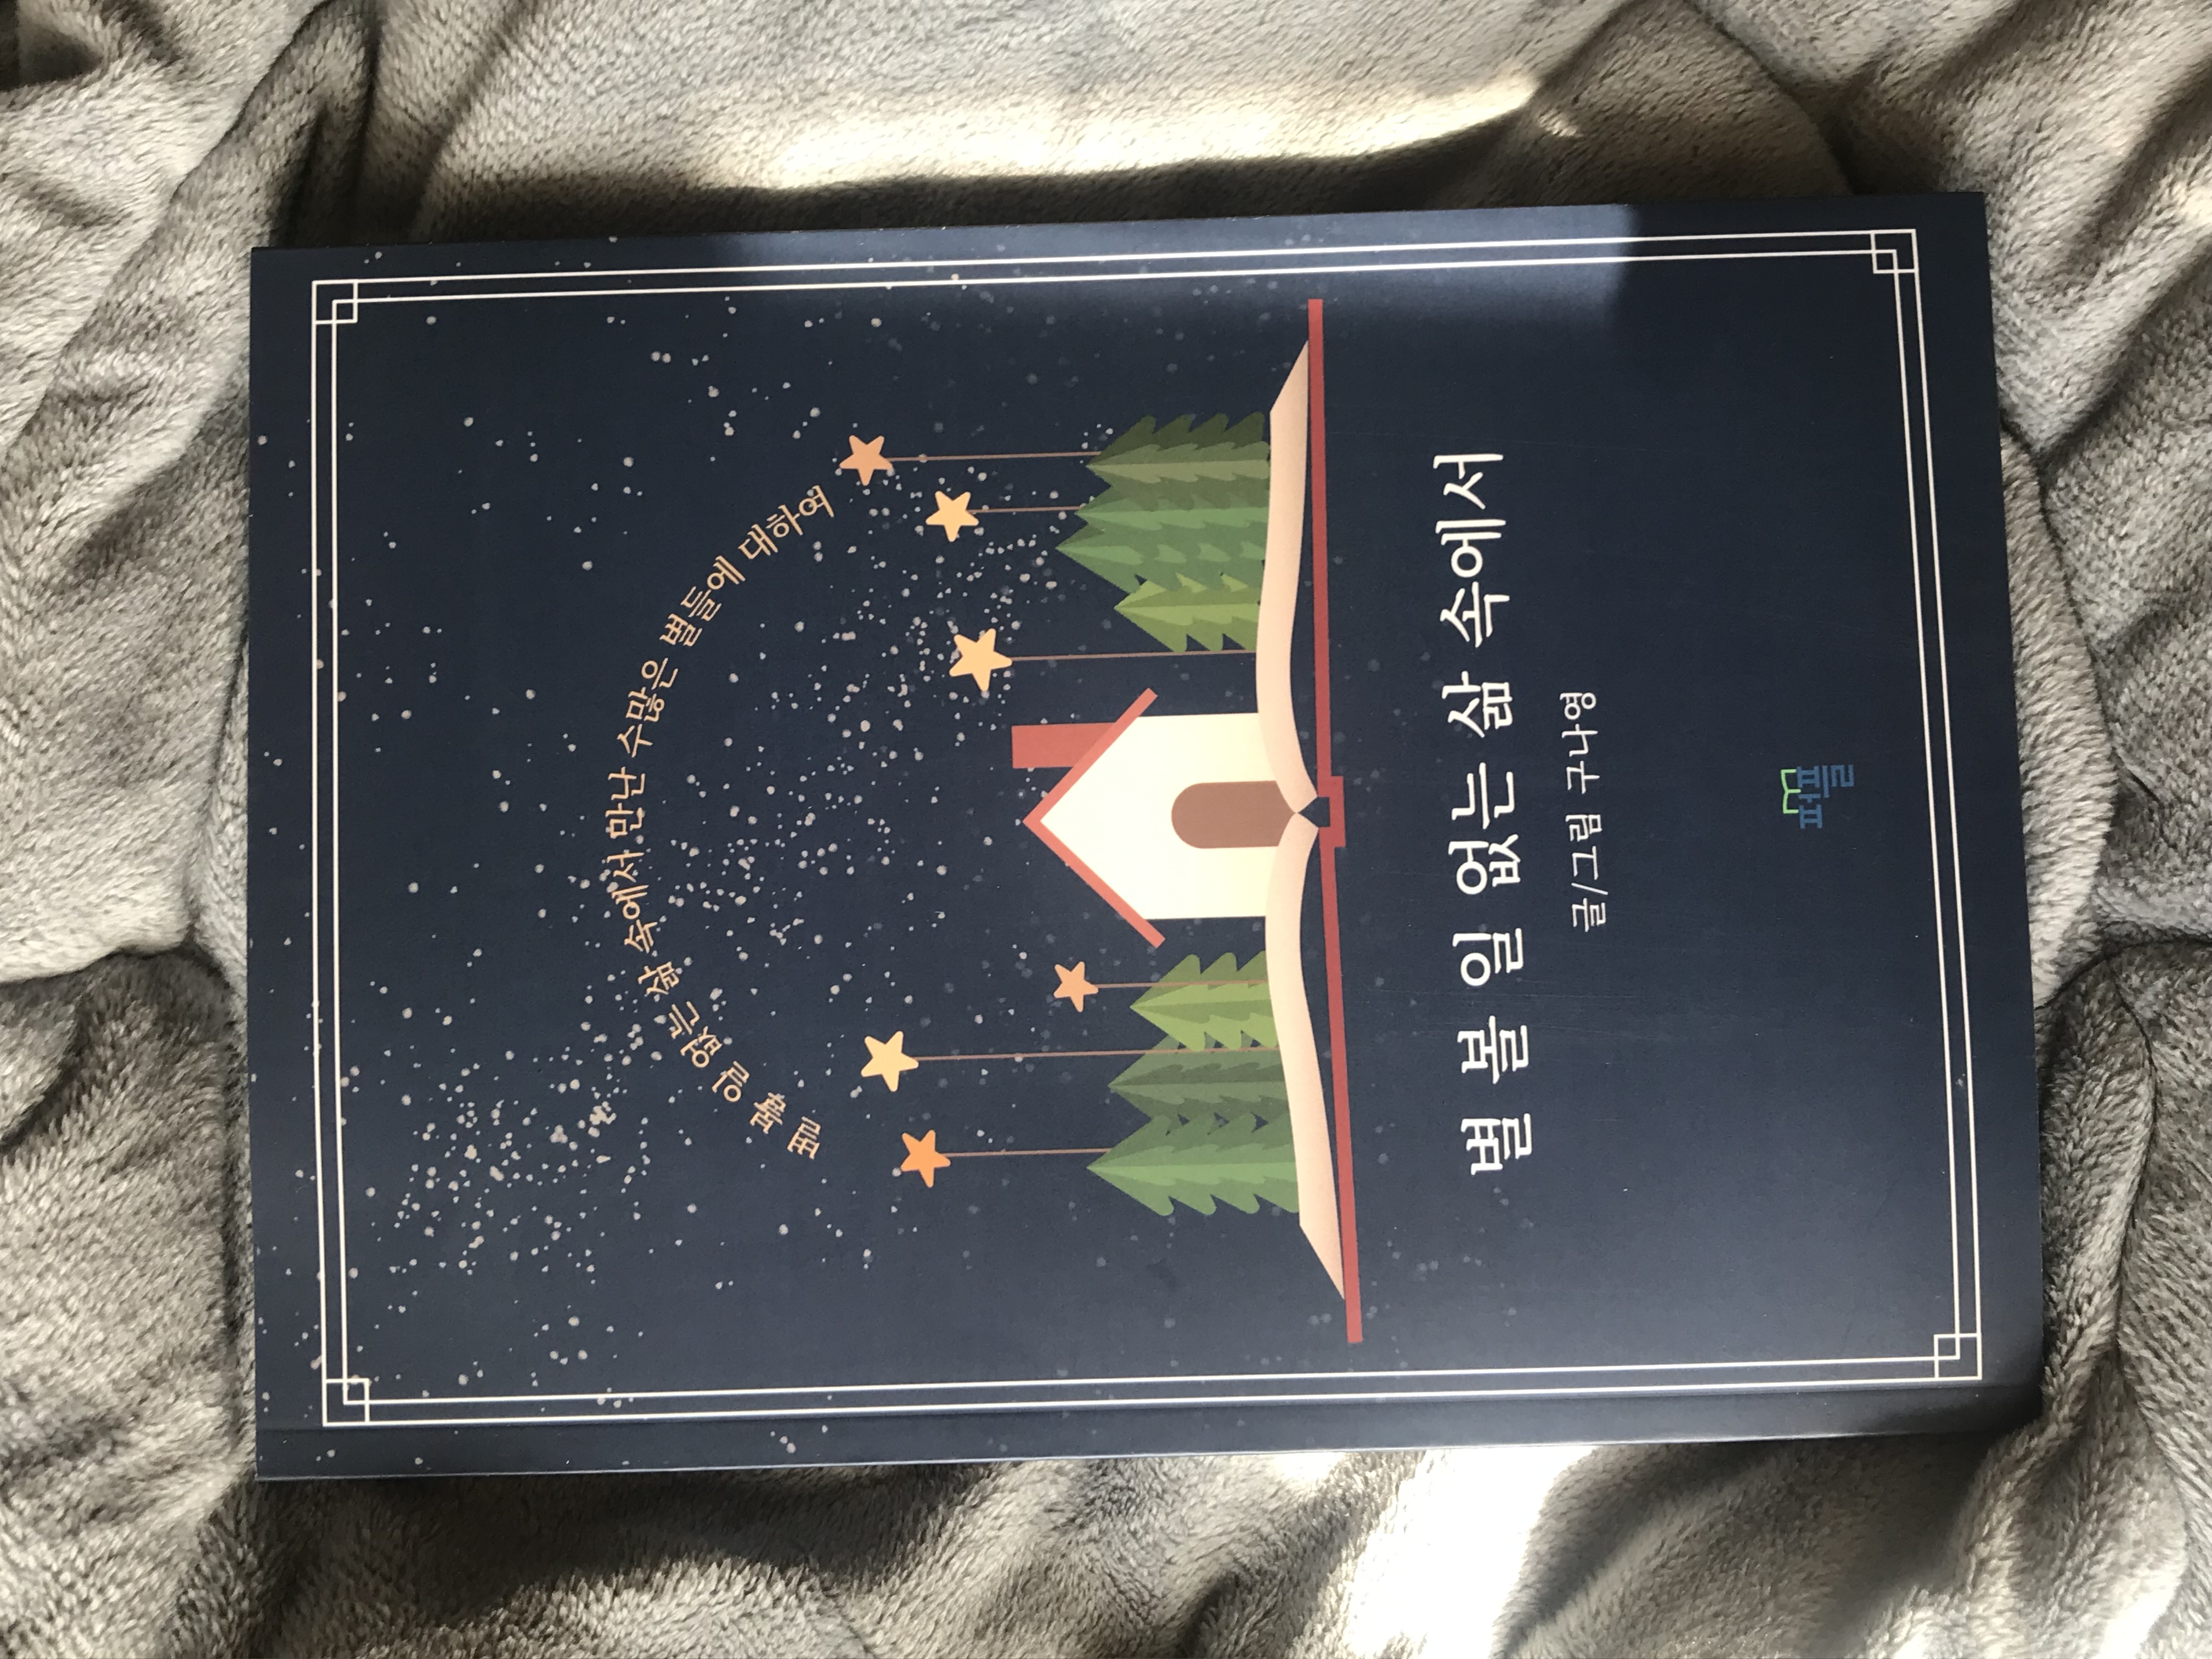 별 볼 일 없는 삶 속에서 만난 수많은 별들에 대하여
별 볼 일 없는 삶 속에서
글/그림 구나영
퍼플